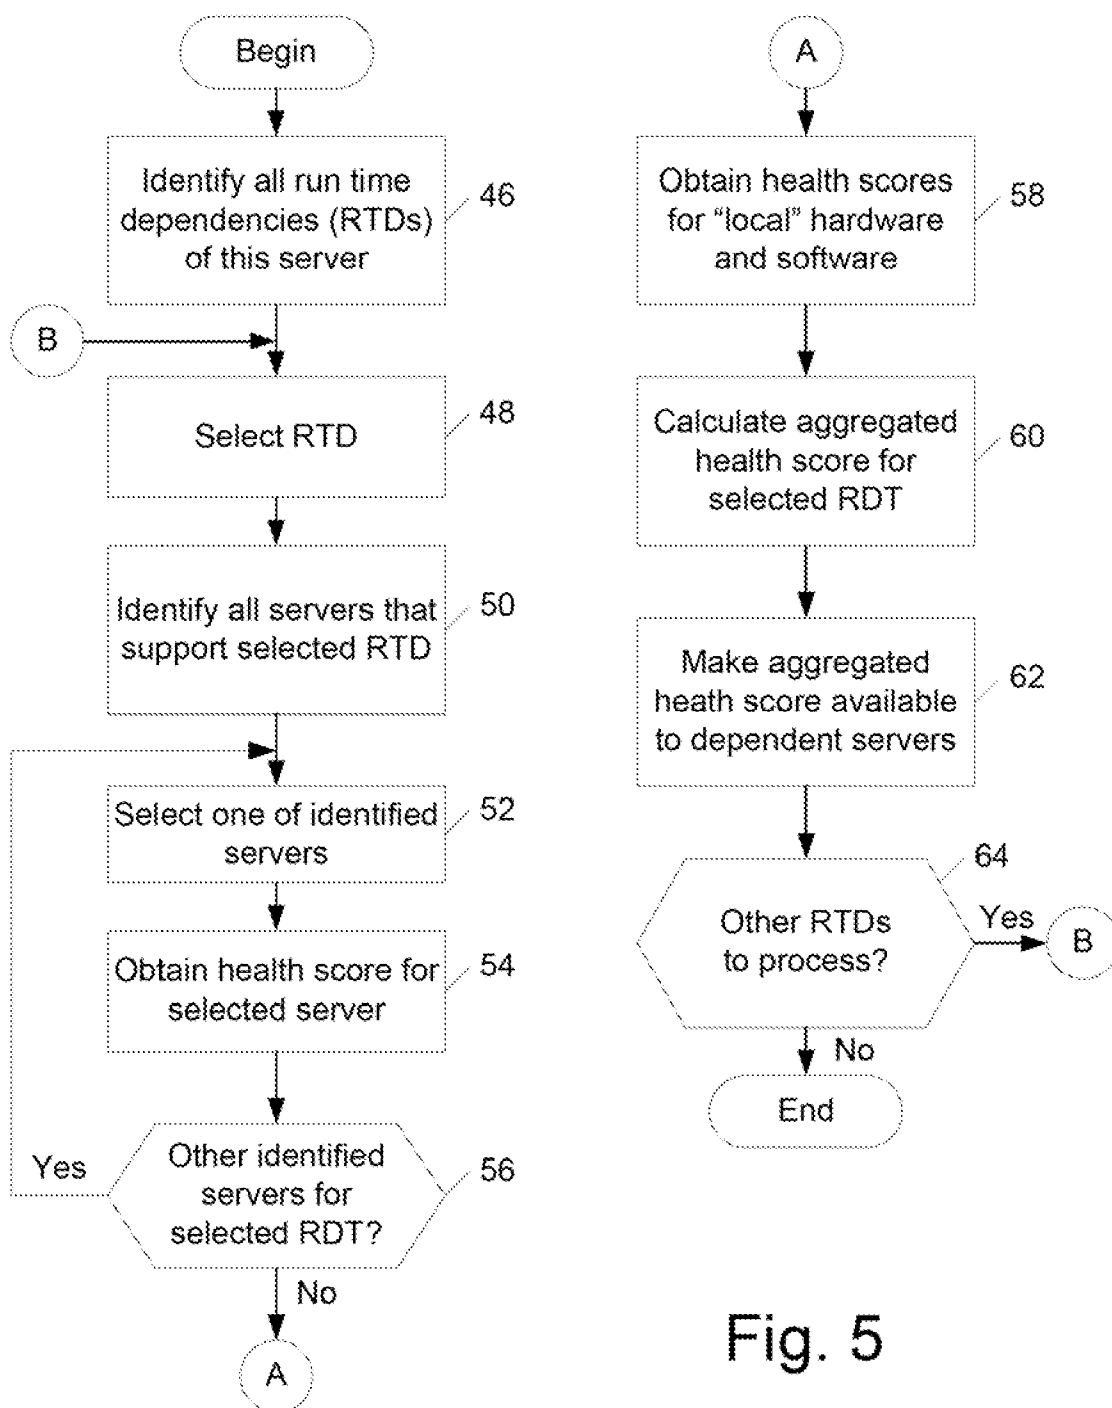 Begin
Identify all run time
dependencies (RTDs)
of this server
46
B
Select RTD
48
Identify all servers that
support selected RTD
50
Select one of identified
servers
52
Obtain health score for
selected server
54
Other identified
servers for
selected RDT?
56
Yes
No
A
A
Obtain health scores
for “local” hardware
and software
58
Calculate aggregated
health score for
selected RDT
60
Make aggregated
heath score available
to dependent servers
62
Other RTDs
to process?
64
Yes
B
No
End
Fig. 5